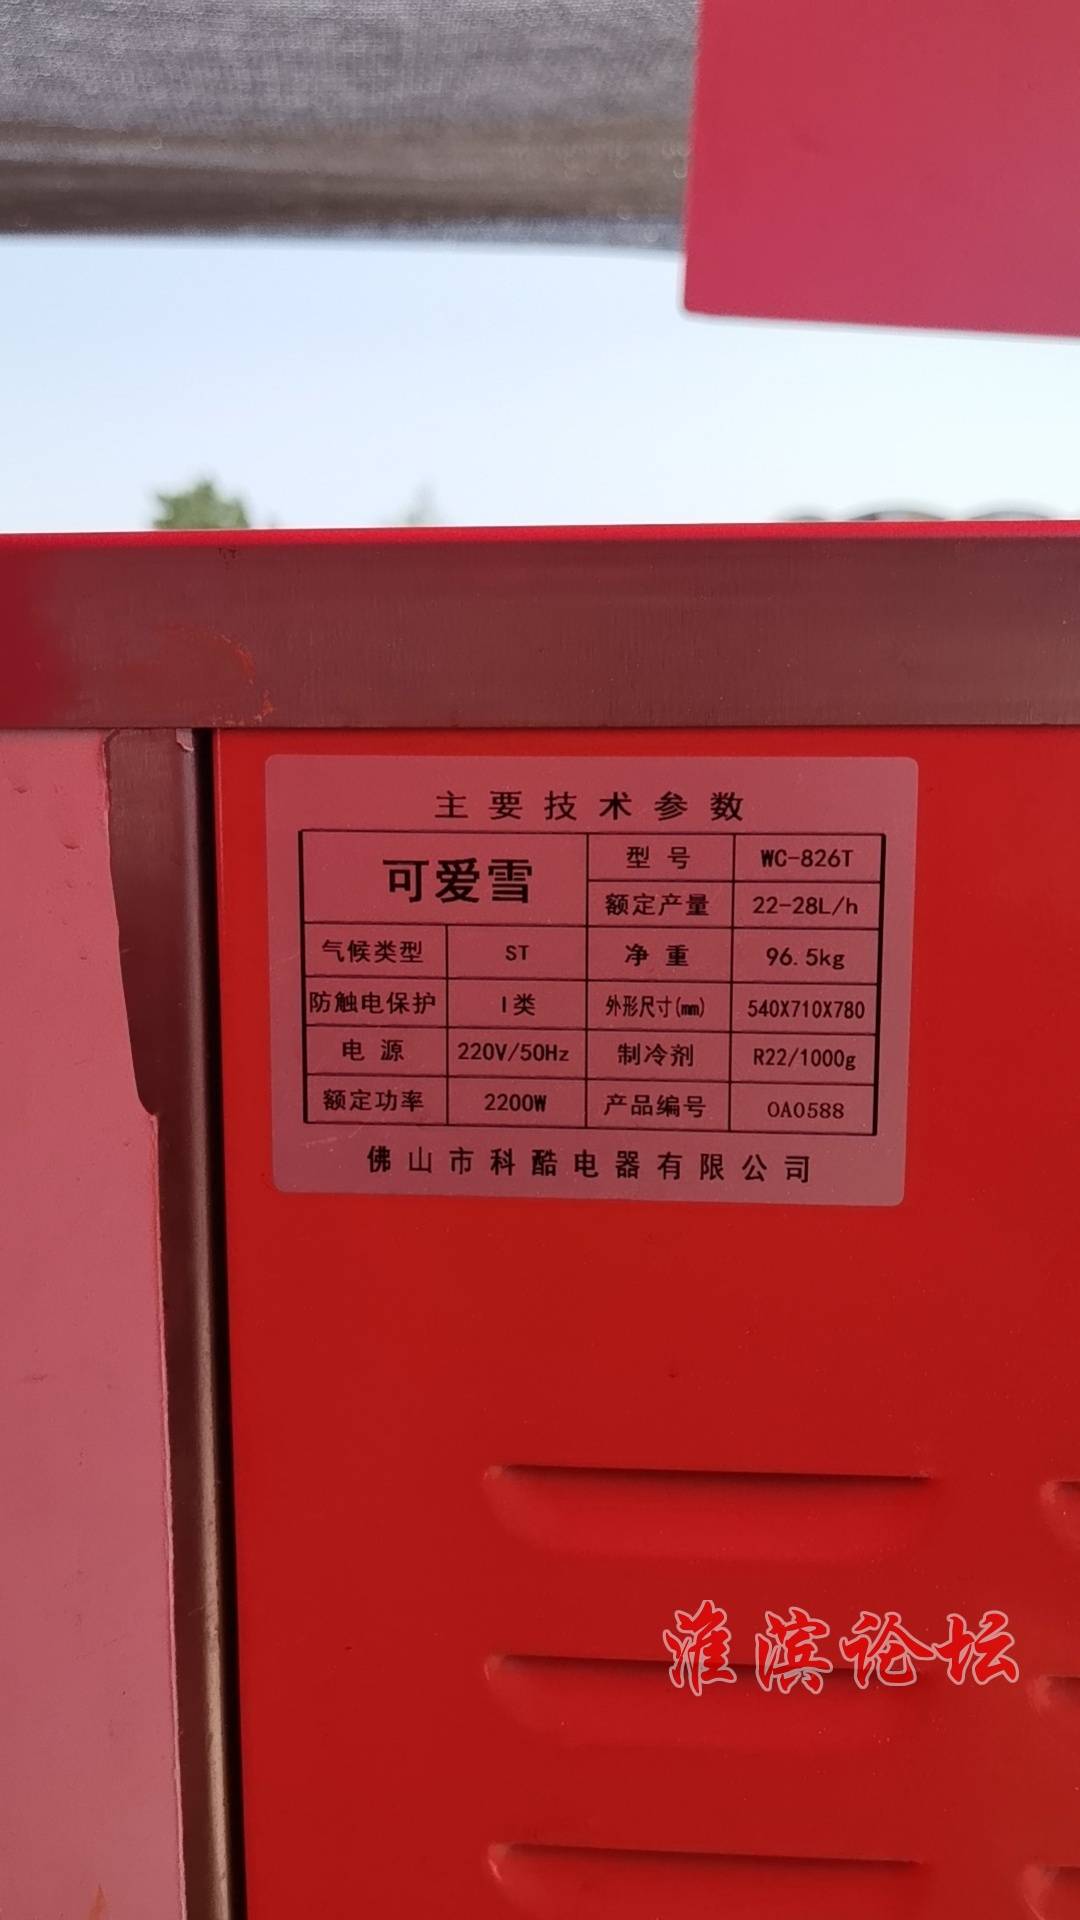 主要技术参数
可爱雪 型号 WC-826T
额定产量 22-28L/h
气候类型 ST 净重 96.5kg
防触电保护 I类 外形尺寸(mm) 540X710X780
电源 220V/50Hz 制冷剂 R22/1000g
额定功率 2200W 产品编号 OA0588
佛山市科酷电器有限公司
淮滨论坛